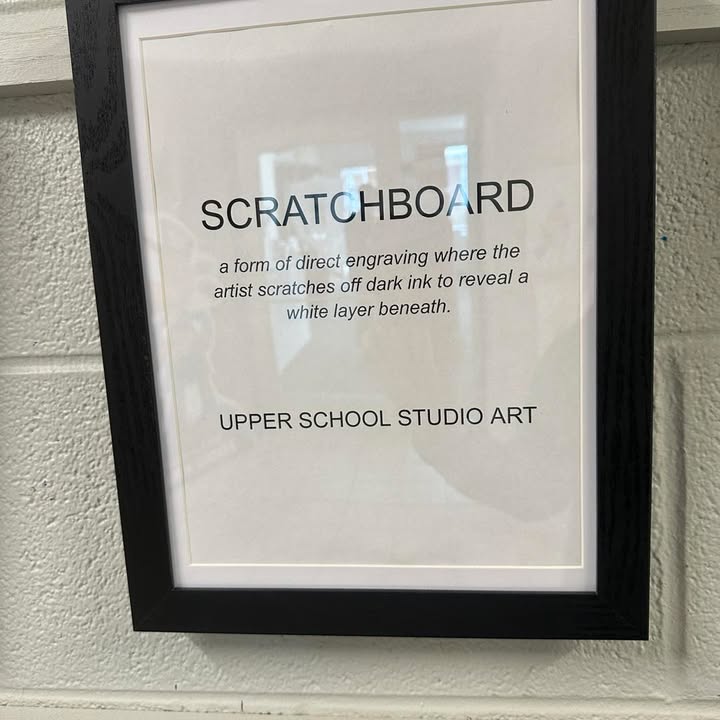 SCRATCHBOARD
a form of direct engraving where the
artist scratches off dark ink to reveal a
white layer beneath.
UPPER SCHOOL STUDIO ART